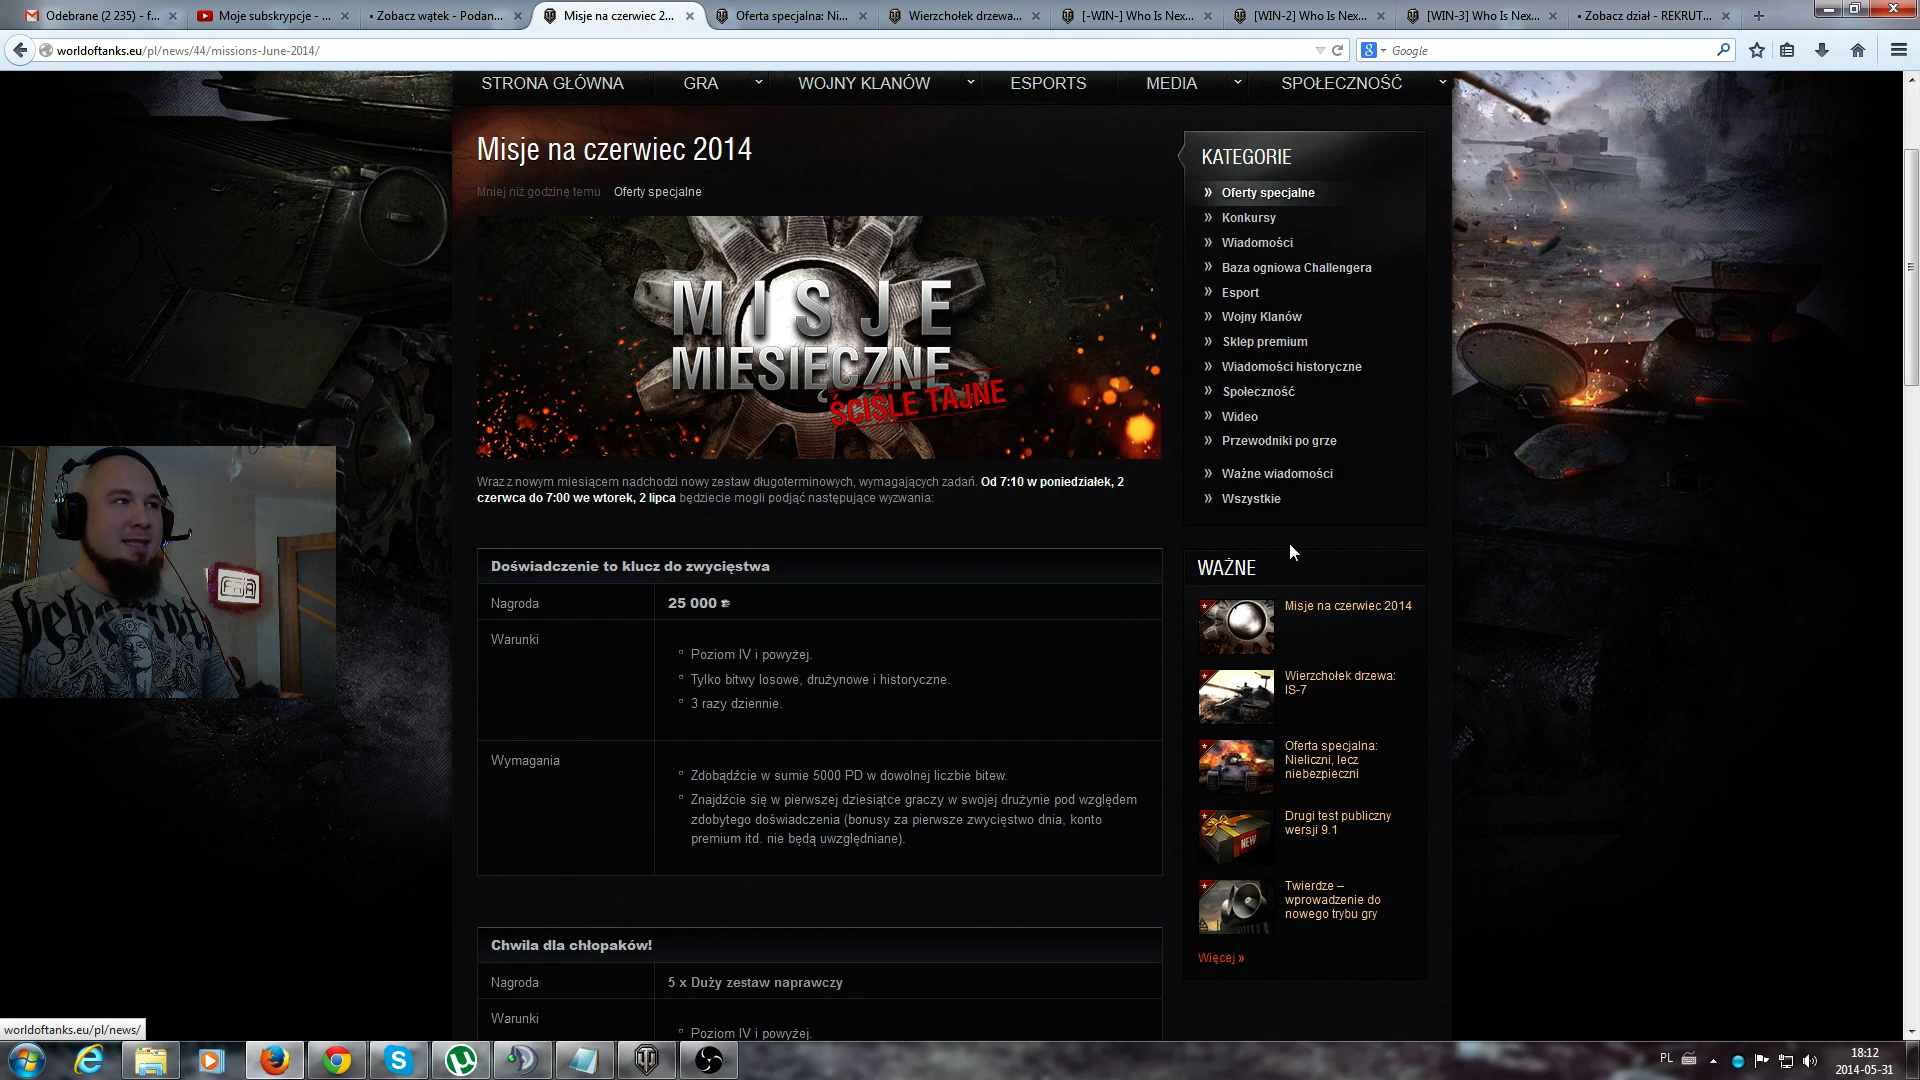 Odebrane (2 235) - f...
Moje subskrypcje - ...
• Zobacz wątek - Podan...
Misje na czerwiec 2...
Oferta specjalna: Ni...
Wierzchołek drzewa...
[-WIN-] Who Is Nex...
[WIN-2] Who Is Nex...
[WIN-3] Who Is Nex...
• Zobacz dział - REKRUT...
worldoftanks.eu/pl/news/44/missions-June-2014/
Google
STRONA GŁÓWNA
GRA
WOJNY KLANÓW
ESPORTS
MEDIA
SPOŁECZNOŚĆ
Misje na czerwiec 2014
Mniej niż godzinę temu Oferty specjalne
MISJE
MIESIĘCZNE
ŚCIŚLE TAJNE
Wraz z nowym miesiącem nadchodzi nowy zestaw długoterminowych, wymagających zadań. Od 7:10 w poniedziałek, 2
czerwca do 7:00 we wtorek, 2 lipca będziecie mogli podjąć następujące wyzwania:
Doświadczenie to klucz do zwycięstwa
Nagroda
25 000
Warunki
Poziom IV i powyżej.
Tylko bitwy losowe, drużynowe i historyczne.
3 razy dziennie.
Wymagania
Zdobądźcie w sumie 5000 PD w dowolnej liczbie bitew.
Znajdźcie się w pierwszej dziesiątce graczy w swojej drużynie pod względem
zdobytego doświadczenia (bonusy za pierwsze zwycięstwo dnia, konto
premium itd. nie będą uwzględniane).
Chwila dla chłopaków!
Nagroda
5 x Duży zestaw naprawczy
Warunki
Poziom IV i powyżej.
KATEGORIE
» Oferty specjalne
» Konkursy
» Wiadomości
» Baza ogniowa Challengera
» Esport
» Wojny Klanów
» Sklep premium
» Wiadomości historyczne
» Społeczność
» Wideo
» Przewodniki po grze
» Ważne wiadomości
» Wszystkie
WAŻNE
Misje na czerwiec 2014
Wierzchołek drzewa:
IS-7
Oferta specjalna:
Nieliczni, lecz
niebezpieczni
Drugi test publiczny
wersji 9.1
NEW
Twierdze –
wprowadzenie do
nowego trybu gry
Więcej »
worldoftanks.eu/pl/news/
PL
18:12
2014-05-31